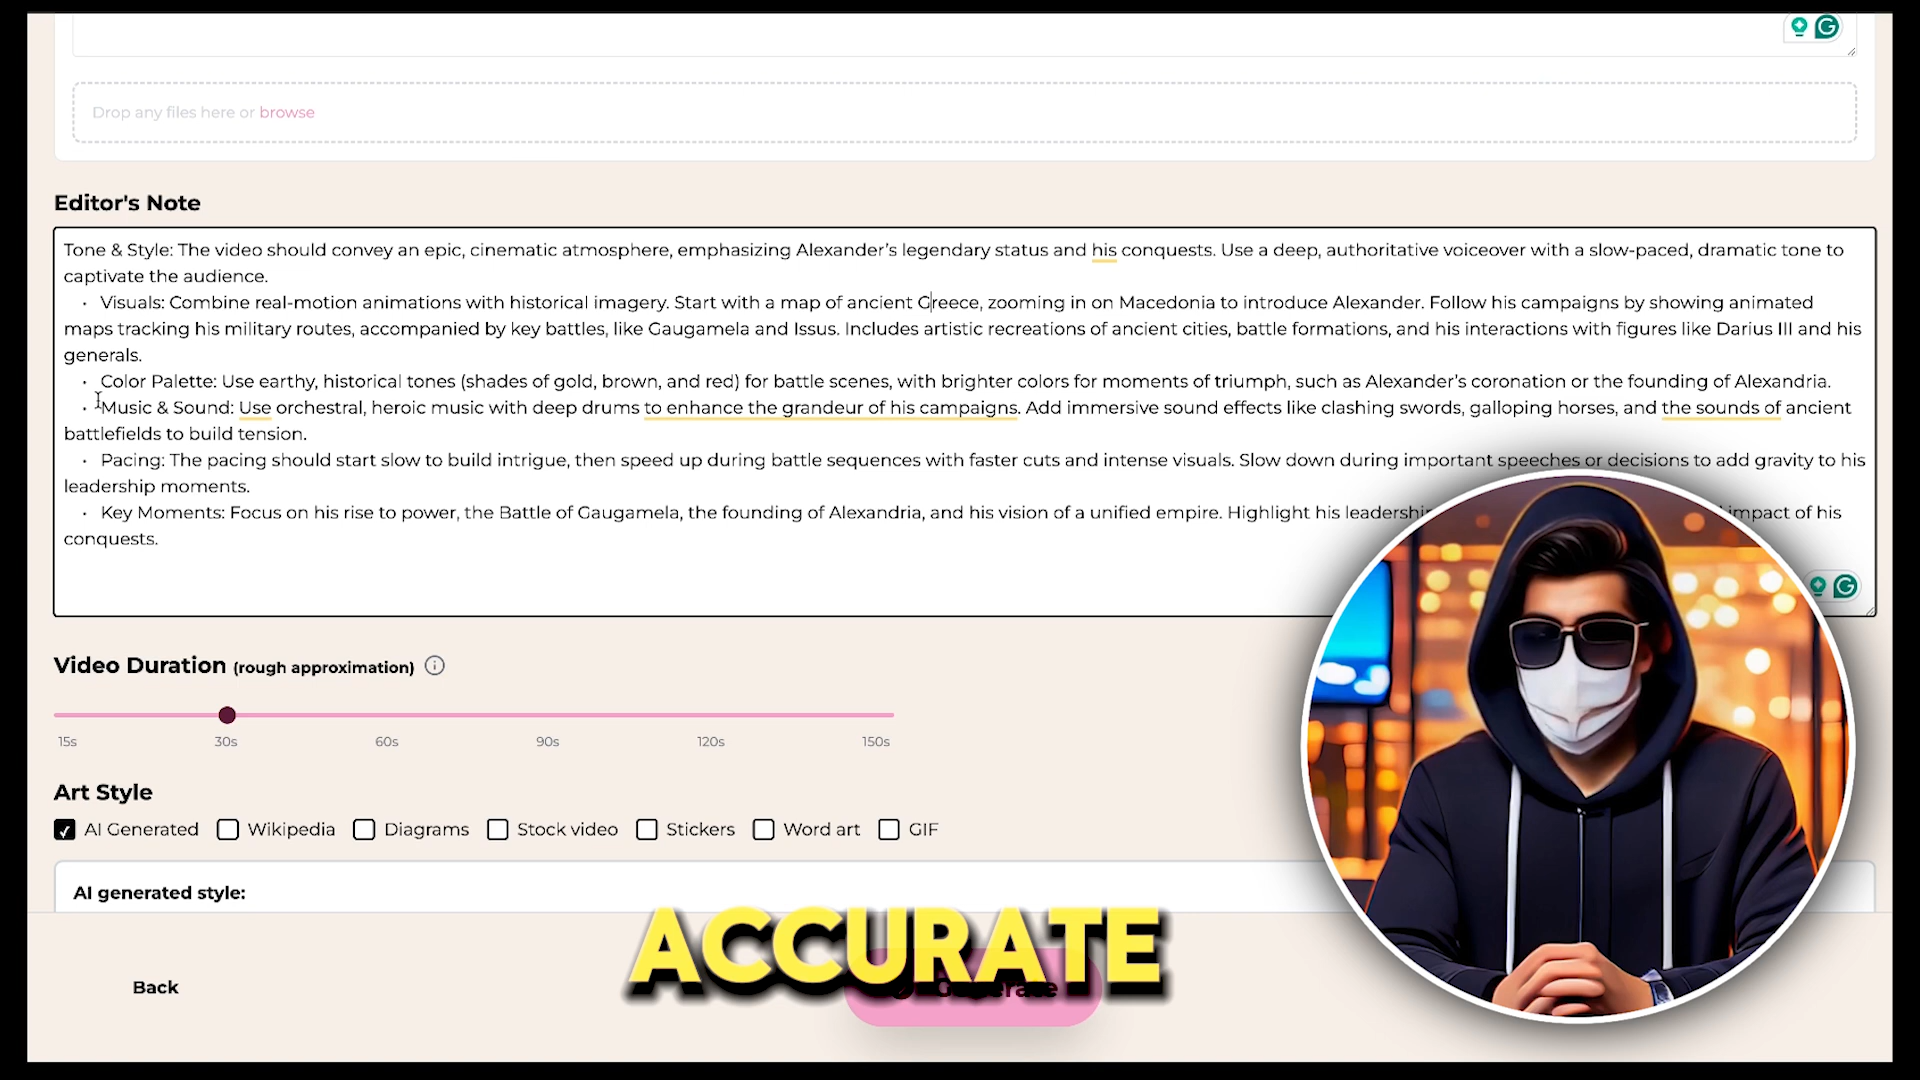 Drop any files here or browse
Editor's Note
Tone & Style: The video should convey an epic, cinematic atmosphere, emphasizing Alexander’s legendary status and his conquests. Use a deep, authoritative voiceover with a slow-paced, dramatic tone to
captivate the audience.
• Visuals: Combine real-motion animations with historical imagery. Start with a map of ancient Greece, zooming in on Macedonia to introduce Alexander. Follow his campaigns by showing animated
maps tracking his military routes, accompanied by key battles, like Gaugamela and Issus. Includes artistic recreations of ancient cities, battle formations, and his interactions with figures like Darius III and his
generals.
• Color Palette: Use earthy, historical tones (shades of gold, brown, and red) for battle scenes, with brighter colors for moments of triumph, such as Alexander’s coronation or the founding of Alexandria.
• Music & Sound: Use orchestral, heroic music with deep drums to enhance the grandeur of his campaigns. Add immersive sound effects like clashing swords, galloping horses, and the sounds of ancient
battlefields to build tension.
• Pacing: The pacing should start slow to build intrigue, then speed up during battle sequences with faster cuts and intense visuals. Slow down during important speeches or decisions to add gravity to his
leadership moments.
• Key Moments: Focus on his rise to power, the Battle of Gaugamela, the founding of Alexandria, and his vision of a unified empire. Highlight his impact of his
conquests.
Video Duration (rough approximation)
15s 30s 60s 90s 120s 150s
Art Style
AI Generated Wikipedia Diagrams Stock video Stickers Word art GIF
AI generated style:
ACCURATE
Back Generate